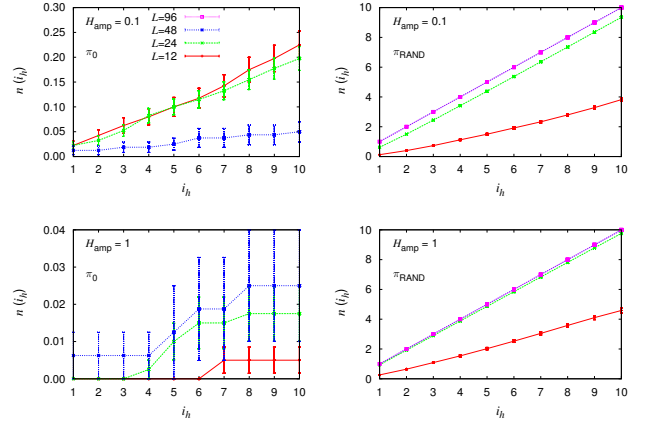 0.30
0.25
0.20
0.15
0.10
0.05
0.00
n (i_h)
H_amp = 0.1
π_0
L=96
L=48
L=24
L=12
1 2 3 4 5 6 7 8 9 10
i_h
10
8
6
4
2
0
n (i_h)
H_amp = 0.1
π_RAND
1 2 3 4 5 6 7 8 9 10
i_h
0.04
0.03
0.02
0.01
0.00
n (i_h)
H_amp = 1
π_0
1 2 3 4 5 6 7 8 9 10
i_h
10
8
6
4
2
0
n (i_h)
H_amp = 1
π_RAND
1 2 3 4 5 6 7 8 9 10
i_h